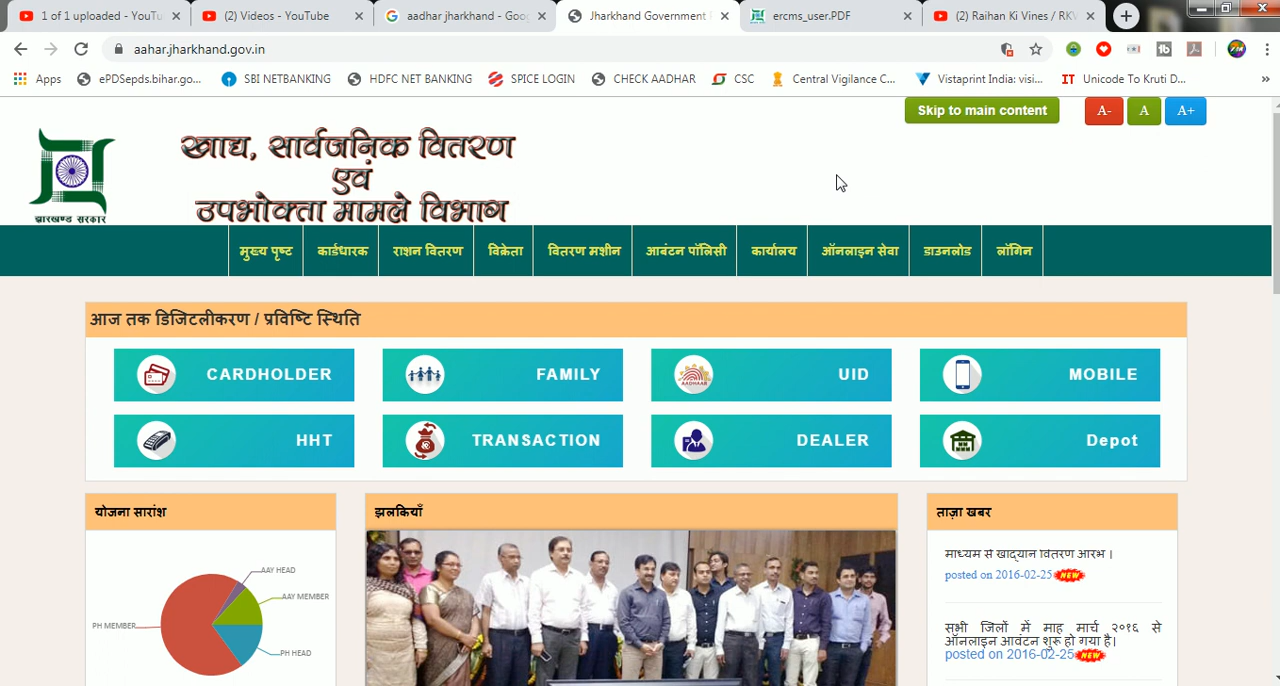 1 of 1 uploaded - YouTu
(2) Videos - YouTube
aadhar jharkhand - Goog
Jharkhand Government
ercms_user.PDF
(2) Raihan Ki Vines / RKV
aahar.jharkhand.gov.in
Apps
ePDSepds.bihar.go...
SBI NETBANKING
HDFC NET BANKING
SPICE LOGIN
CHECK AADHAR
CSC
Central Vigilance C...
Vistaprint India: visi...
IT Unicode To Kruti D...
Skip to main content
A-
A
A+
झारखण्ड सरकार
खाद्य, सार्वजनिक वितरण
एवं
उपभोक्ता मामले विभाग
मुख्य पृष्ट
कार्डधारक
राशन वितरण
विक्रेता
वितरण मशीन
आबंटन पॉलिसी
कार्यालय
ऑनलाइन सेवा
डाउनलोड
लॉगिन
आज तक डिजिटलीकरण / प्रविष्टि स्थिति
CARDHOLDER
FAMILY
AADHAAR
UID
MOBILE
HHT
TRANSACTION
DEALER
Depot
योजना सारांश
झलकियाँ
ताज़ा खबर
AAY HEAD
AAY MEMBER
PH MEMBER
PH HEAD
माध्यम से खाद्यान वितरण आरंभ ।
posted on 2016-02-25 NEW
सभी जिलों में माह मार्च २०१६ से
ऑनलाइन आवंटन शुरू हो गया है।
posted on 2016-02-25 NEW